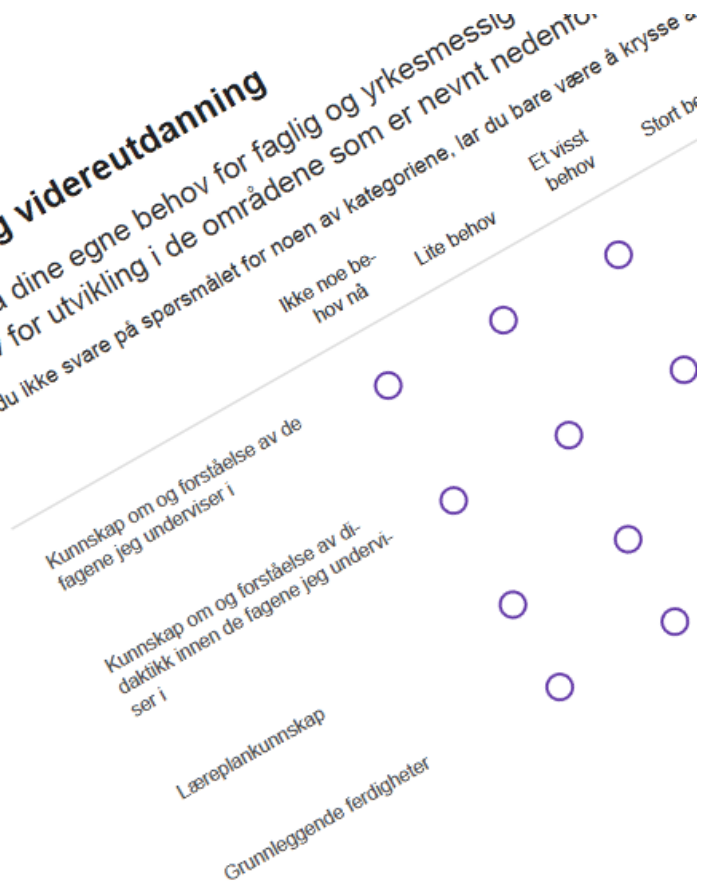 videreutdanning
dine egne behov for faglig og yrkesmessig
for utvikling i de områdene som er nevnt
du ikke svare på spørsmålet for noen av kategoriene, lar du bare være å krysse
Ikke noe be-
hov nå
Lite behov
Et visst
behov
Stort
Kunnskap om og forståelse av de
fagene jeg underviser i
Kunnskap om og forståelse av di-
daktikk innen de fagene jeg undervi-
ser i
Læreplankunnskap
Grunnleggende ferdigheter